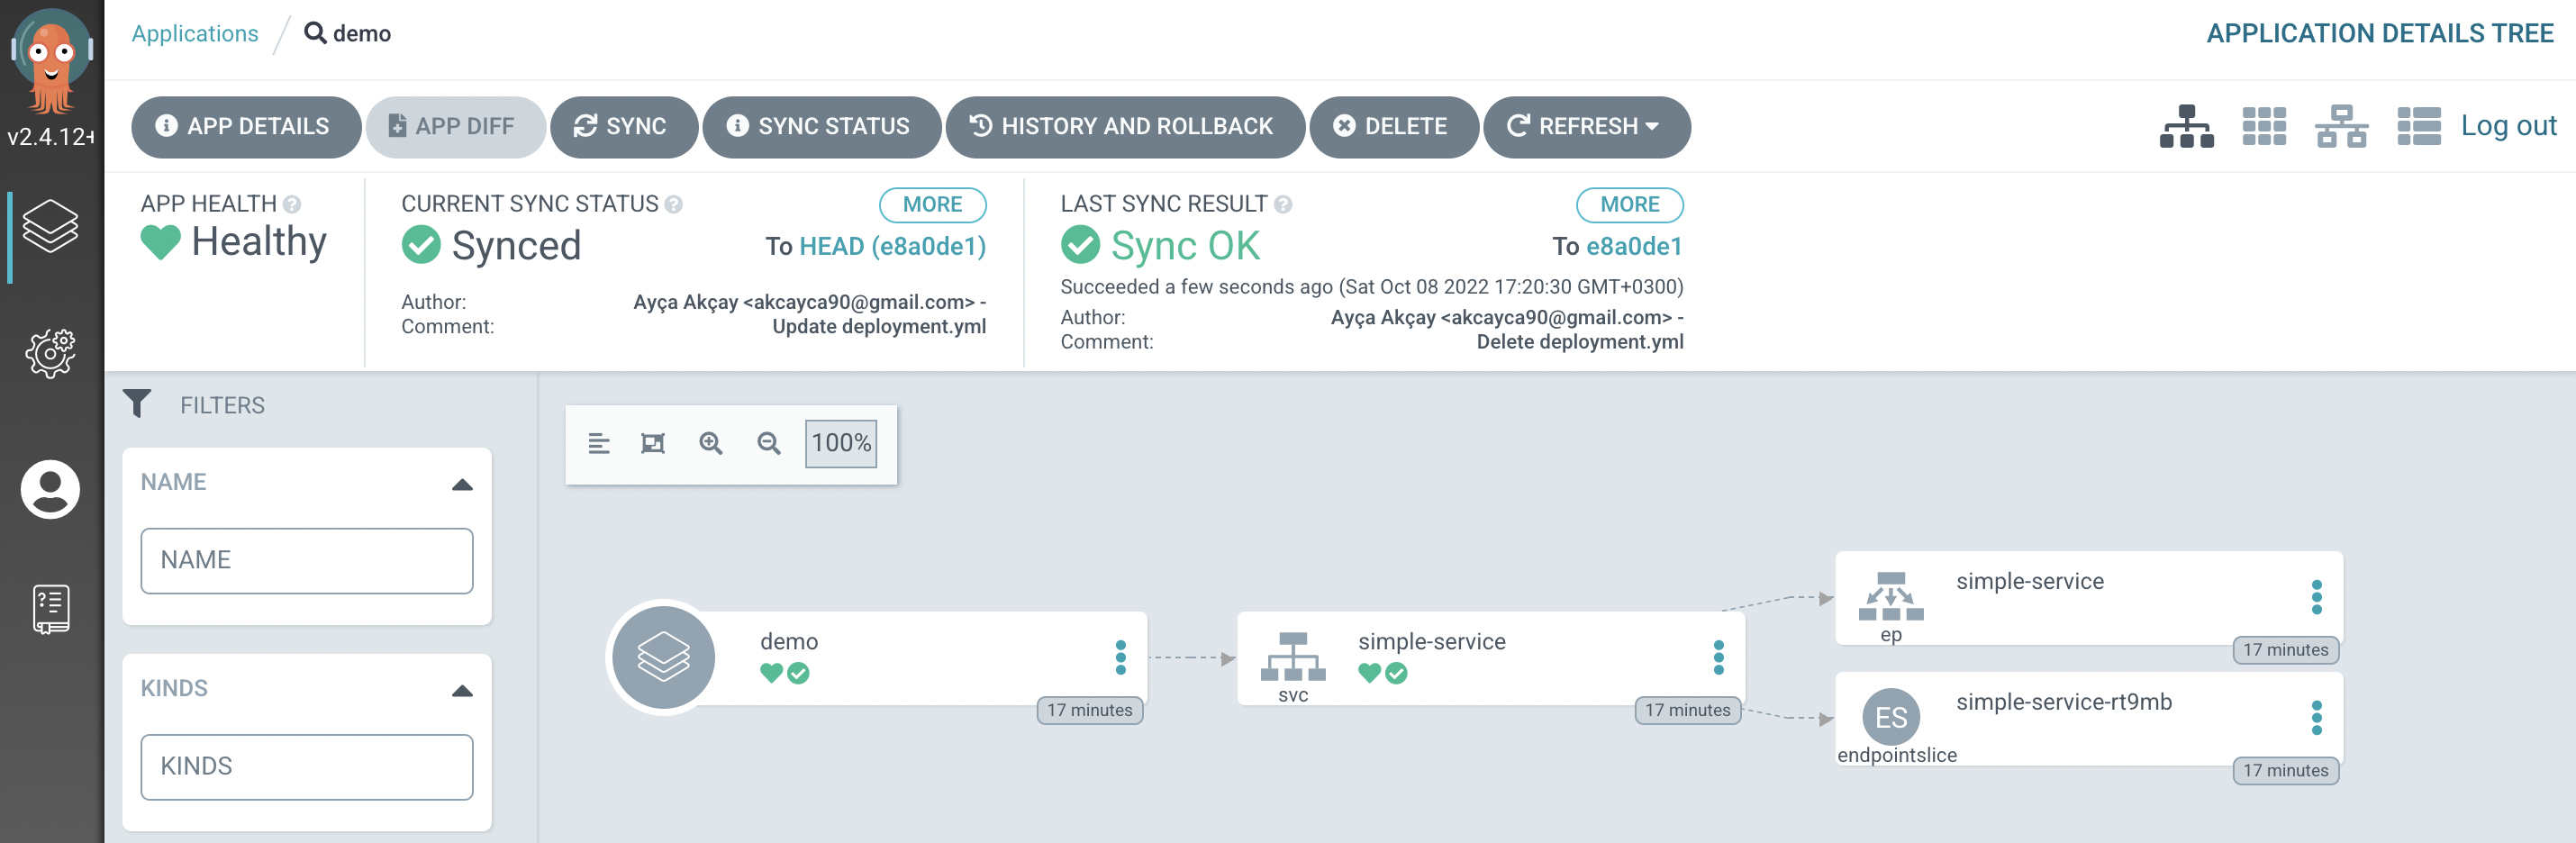 Applications / demo
APPLICATION DETAILS TREE
v2.4.12+
APP DETAILS
APP DIFF
SYNC
SYNC STATUS
HISTORY AND ROLLBACK
DELETE
REFRESH
Log out
APP HEALTH
Healthy
CURRENT SYNC STATUS
MORE
Synced
To HEAD (e8a0de1)
Author: Ayça Akçay <akcayca90@gmail.com> -
Comment: Update deployment.yml
LAST SYNC RESULT
MORE
Sync OK
To e8a0de1
Succeeded a few seconds ago (Sat Oct 08 2022 17:20:30 GMT+0300)
Author: Ayça Akçay <akcayca90@gmail.com> -
Comment: Delete deployment.yml
FILTERS
NAME
NAME
KINDS
KINDS
100%
demo
17 minutes
simple-service
svc
17 minutes
simple-service
ep
17 minutes
ES
simple-service-rt9mb
endpointslice
17 minutes